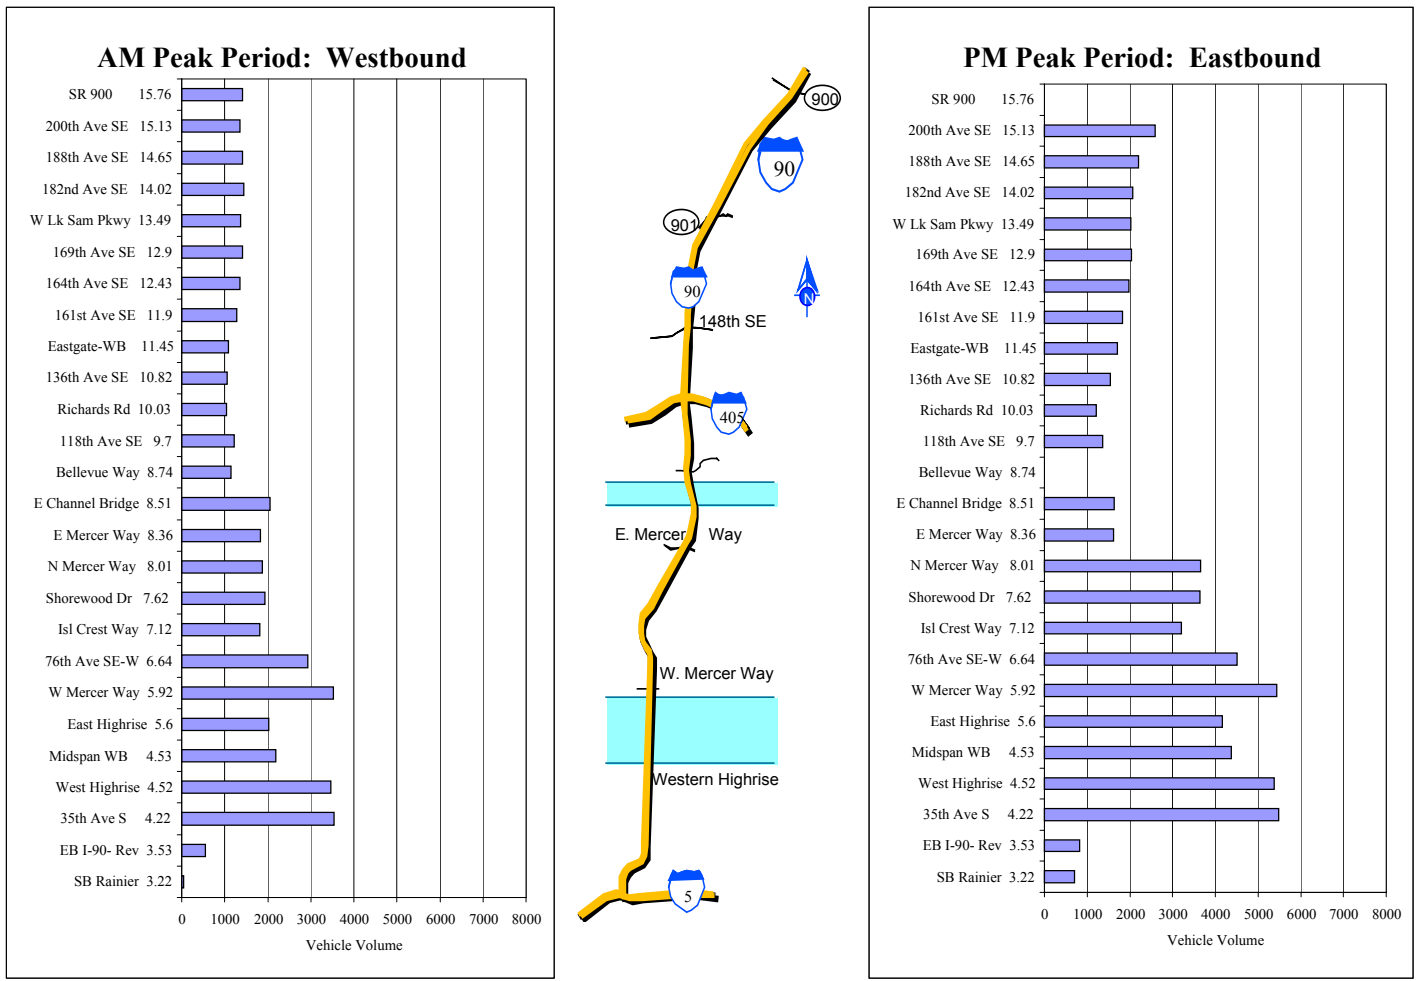 AM Peak Period: Westbound
SR 900 15.76
200th Ave SE 15.13
188th Ave SE 14.65
182nd Ave SE 14.02
W Lk Sam Pkwy 13.49
169th Ave SE 12.9
164th Ave SE 12.43
161st Ave SE 11.9
Eastgate-WB 11.45
136th Ave SE 10.82
Richards Rd 10.03
118th Ave SE 9.7
Bellevue Way 8.74
E Channel Bridge 8.51
E Mercer Way 8.36
N Mercer Way 8.01
Shorewood Dr 7.62
Isl Crest Way 7.12
76th Ave SE-W 6.64
W Mercer Way 5.92
East Highrise 5.6
Midspan WB 4.53
West Highrise 4.52
35th Ave S 4.22
EB I-90- Rev 3.53
SB Rainier 3.22
0 1000 2000 3000 4000 5000 6000 7000 8000
Vehicle Volume
900
90
901
90
148th SE
N
405
E. Mercer Way
W. Mercer Way
Western Highrise
5
PM Peak Period: Eastbound
SR 900 15.76
200th Ave SE 15.13
188th Ave SE 14.65
182nd Ave SE 14.02
W Lk Sam Pkwy 13.49
169th Ave SE 12.9
164th Ave SE 12.43
161st Ave SE 11.9
Eastgate-WB 11.45
136th Ave SE 10.82
Richards Rd 10.03
118th Ave SE 9.7
Bellevue Way 8.74
E Channel Bridge 8.51
E Mercer Way 8.36
N Mercer Way 8.01
Shorewood Dr 7.62
Isl Crest Way 7.12
76th Ave SE-W 6.64
W Mercer Way 5.92
East Highrise 5.6
Midspan WB 4.53
West Highrise 4.52
35th Ave S 4.22
EB I-90- Rev 3.53
SB Rainier 3.22
0 1000 2000 3000 4000 5000 6000 7000 8000
Vehicle Volume